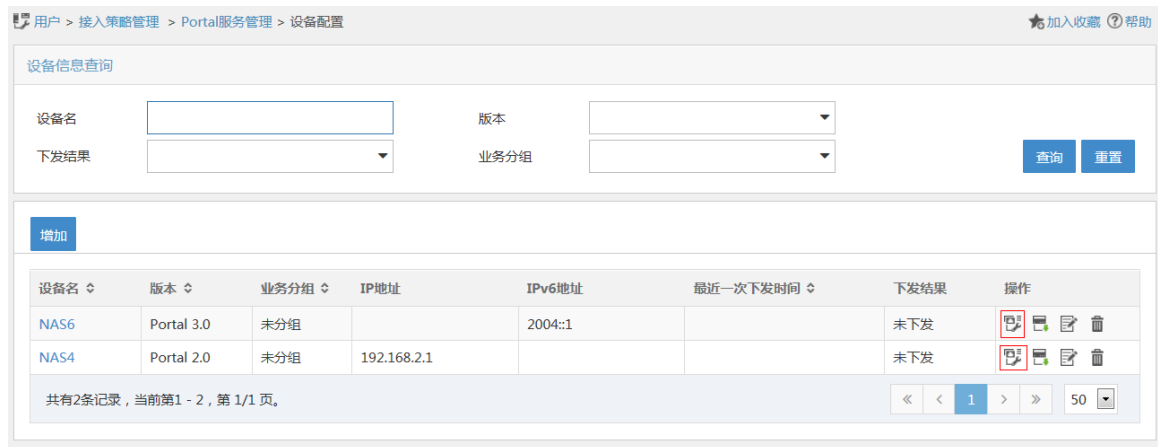 用户 > 接入策略管理 > Portal服务管理 > 设备配置 加入收藏 帮助
设备信息查询
设备名 版本
下发结果 业务分组 查询 重置
增加
设备名 版本 业务分组 IP地址 IPv6地址 最近一次下发时间 下发结果 操作
NAS6 Portal 3.0 未分组 2004::1 未下发
NAS4 Portal 2.0 未分组 192.168.2.1 未下发
共有2条记录，当前第1 - 2，第 1/1 页。 « < 1 > » 50